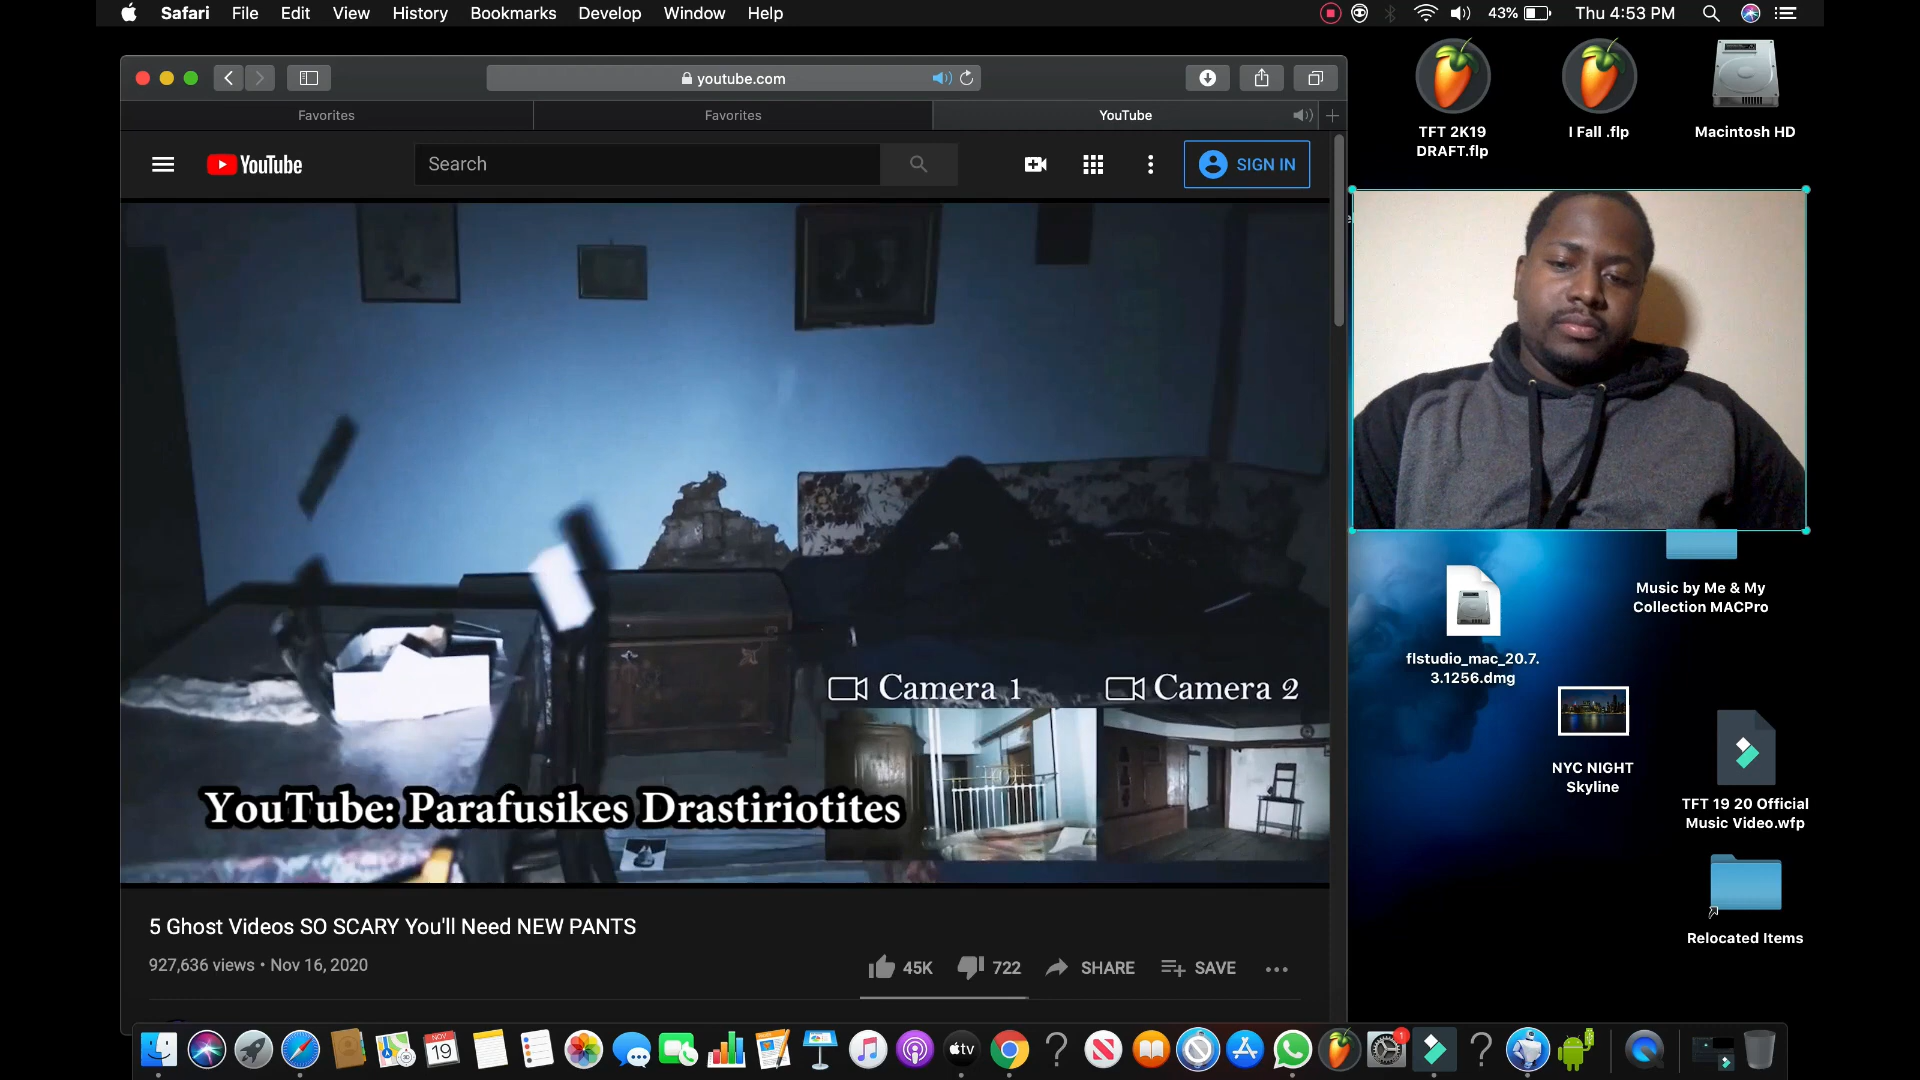 Safari File Edit View History Bookmarks Develop Window Help 43% Thu 4:53 PM
youtube.com
Favorites Favorites YouTube
YouTube Search SIGN IN
Camera 1 Camera 2
YouTube: Parafusikes Drastiriotites
5 Ghost Videos SO SCARY You'll Need NEW PANTS
927,636 views • Nov 16, 2020
45K 722 SHARE SAVE
TFT 2K19
DRAFT.flp
I Fall .flp
Macintosh HD
Music by Me & My
Collection MACPro
flstudio_mac_20.7.
3.1256.dmg
NYC NIGHT
Skyline
TFT 19 20 Official
Music Video.wfp
Relocated Items
NOV
19
tv
1